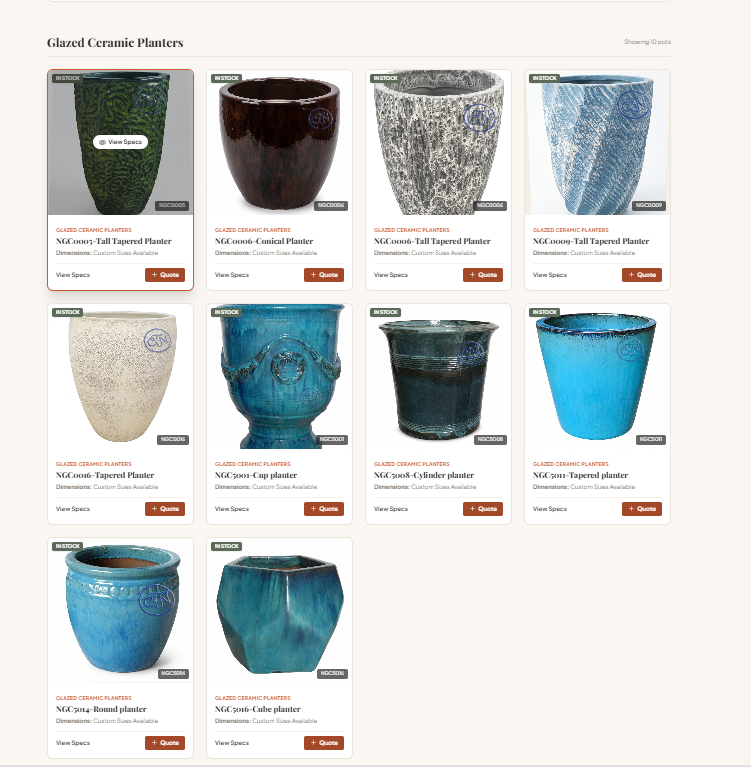 Glazed Ceramic Planters
Showing 10 pots
INSTOCK
View Specs
NGC0005
GLAZED CERAMIC PLANTERS
NGC0005-Tall Tapered Planter
Dimensions: Custom Sizes Available
View Specs
+ Quote
INSTOCK
NGC0006
GLAZED CERAMIC PLANTERS
NGC0006-Conical Planter
Dimensions: Custom Sizes Available
View Specs
+ Quote
INSTOCK
NGC0006
GLAZED CERAMIC PLANTERS
NGC0006-Tall Tapered Planter
Dimensions: Custom Sizes Available
View Specs
+ Quote
INSTOCK
NGC0009
GLAZED CERAMIC PLANTERS
NGC0009-Tall Tapered Planter
Dimensions: Custom Sizes Available
View Specs
+ Quote
INSTOCK
NGC0016
GLAZED CERAMIC PLANTERS
NGC0016-Tapered Planter
Dimensions: Custom Sizes Available
View Specs
+ Quote
INSTOCK
NGC5001
GLAZED CERAMIC PLANTERS
NGC5001-Cup planter
Dimensions: Custom Sizes Available
View Specs
+ Quote
INSTOCK
NGC5008
GLAZED CERAMIC PLANTERS
NGC5008-Cylinder planter
Dimensions: Custom Sizes Available
View Specs
+ Quote
INSTOCK
NGC5011
GLAZED CERAMIC PLANTERS
NGC5011-Tapered planter
Dimensions: Custom Sizes Available
View Specs
+ Quote
INSTOCK
NGC5014
GLAZED CERAMIC PLANTERS
NGC5014-Round planter
Dimensions: Custom Sizes Available
View Specs
+ Quote
INSTOCK
NGC5016
GLAZED CERAMIC PLANTERS
NGC5016-Cube planter
Dimensions: Custom Sizes Available
View Specs
+ Quote